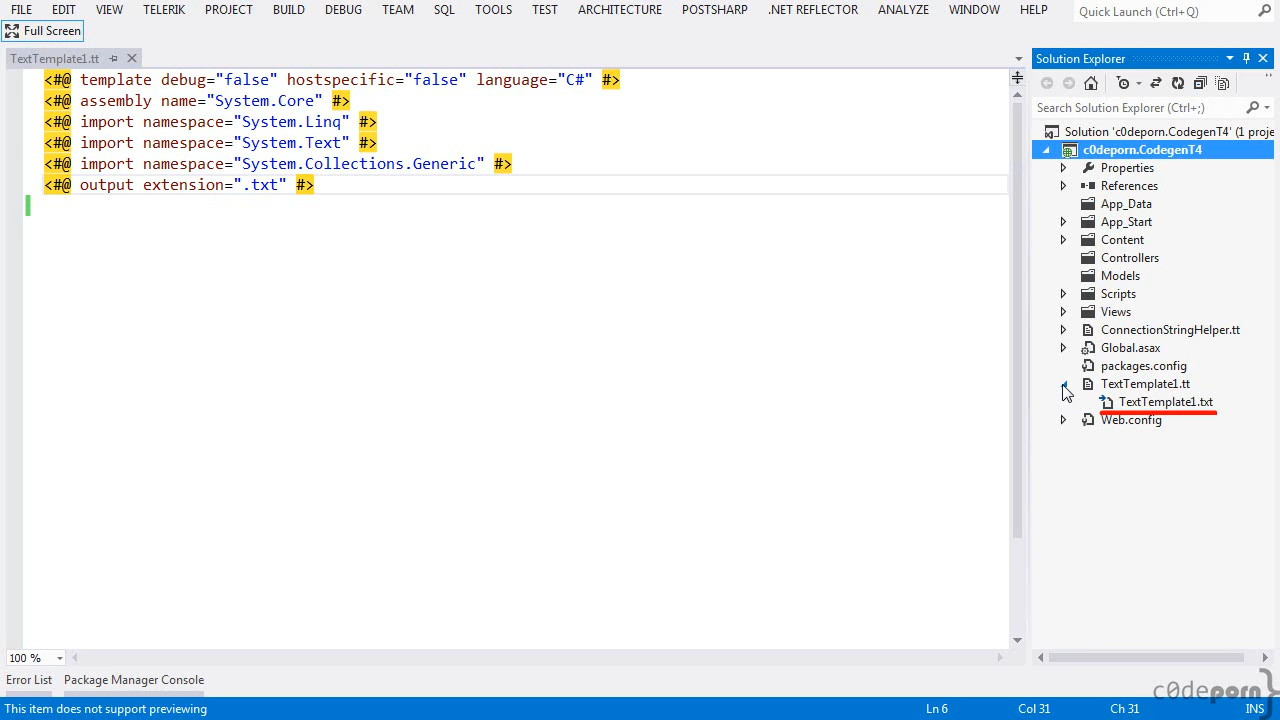 FILE EDIT VIEW TELERIK PROJECT BUILD DEBUG TEAM SQL TOOLS TEST ARCHITECTURE POSTSHARP .NET REFLECTOR ANALYZE WINDOW HELP Quick Launch (Ctrl+Q)
Full Screen
TextTemplate1.tt
<#@ template debug="false" hostspecific="false" language="C#" #>
<#@ assembly name="System.Core" #>
<#@ import namespace="System.Linq" #>
<#@ import namespace="System.Text" #>
<#@ import namespace="System.Collections.Generic" #>
<#@ output extension=".txt" #>
100 %
Solution Explorer
Search Solution Explorer (Ctrl+;)
Solution 'c0deporn.CodegenT4' (1 proje
c0deporn.CodegenT4
Properties
References
App_Data
App_Start
Content
Controllers
Models
Scripts
Views
ConnectionStringHelper.tt
Global.asax
packages.config
TextTemplate1.tt
TextTemplate1.txt
Web.config
Error List Package Manager Console
c0deporn
This item does not support previewing Ln 6 Col 31 Ch 31 INS